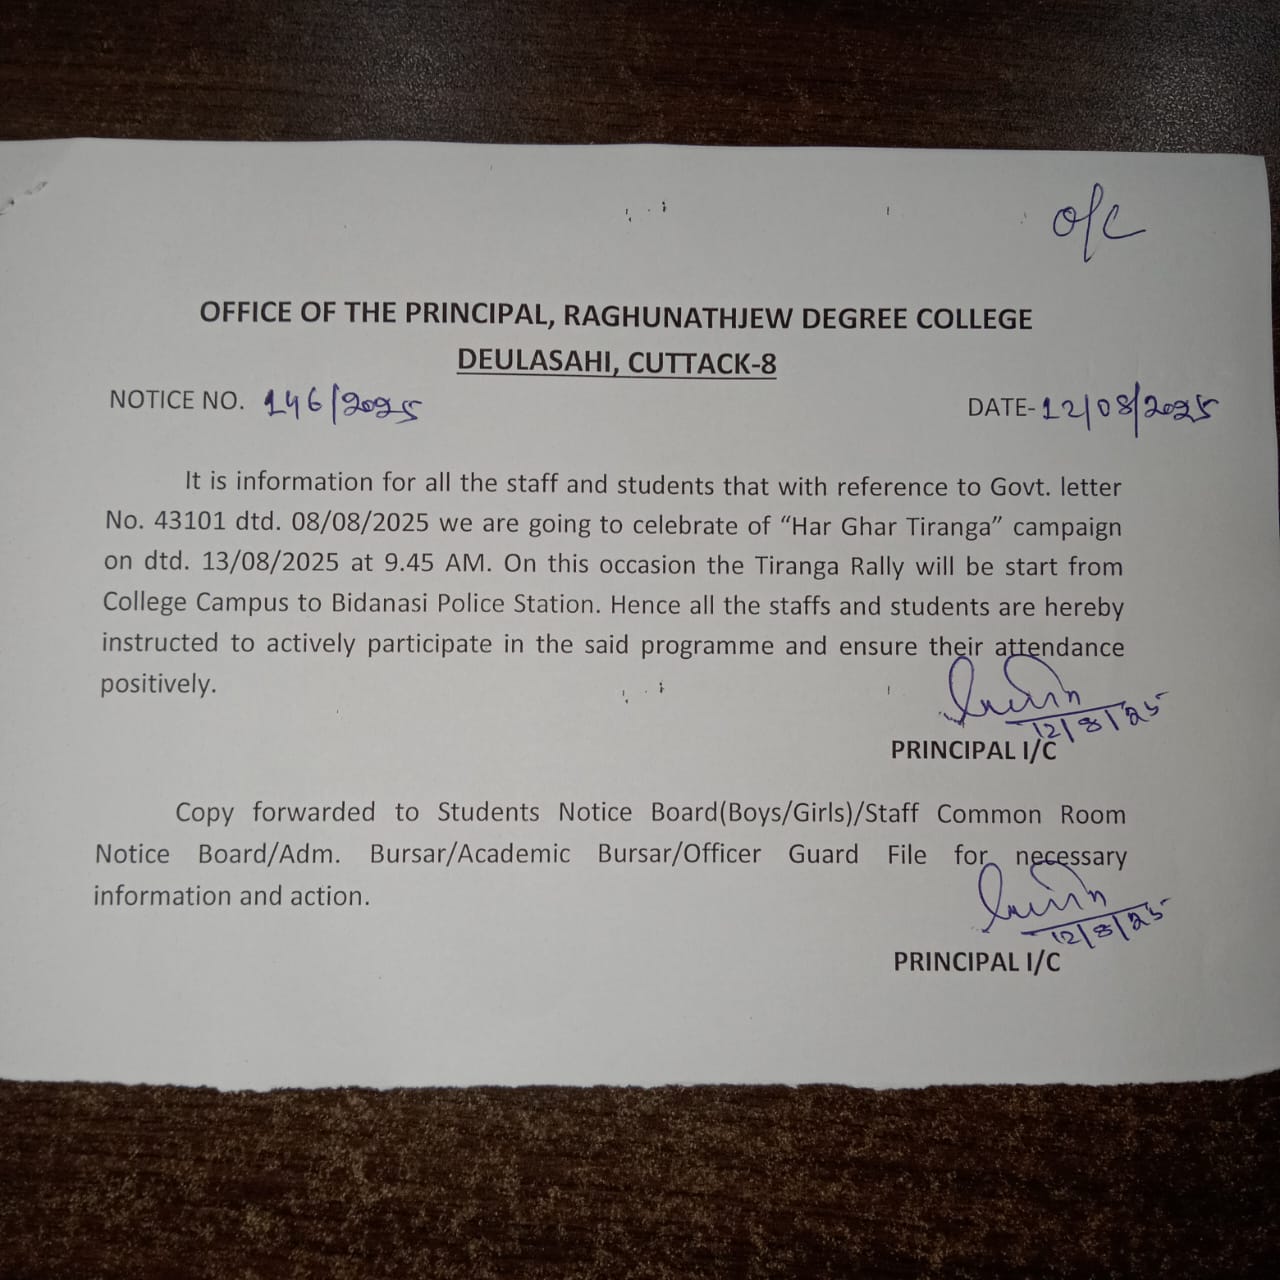 o/c
OFFICE OF THE PRINCIPAL, RAGHUNATHJEW DEGREE COLLEGE
DEULASAHI, CUTTACK-8
NOTICE NO. 146/2025 DATE-12/08/2025
It is information for all the staff and students that with reference to Govt. letter
No. 43101 dtd. 08/08/2025 we are going to celebrate of “Har Ghar Tiranga” campaign
on dtd. 13/08/2025 at 9.45 AM. On this occasion the Tiranga Rally will be start from
College Campus to Bidanasi Police Station. Hence all the staffs and students are hereby
instructed to actively participate in the said programme and ensure their attendance
positively.
12/8/25
PRINCIPAL I/C
Copy forwarded to Students Notice Board(Boys/Girls)/Staff Common Room
Notice Board/Adm. Bursar/Academic Bursar/Officer Guard File for necessary
information and action.
12/8/25
PRINCIPAL I/C